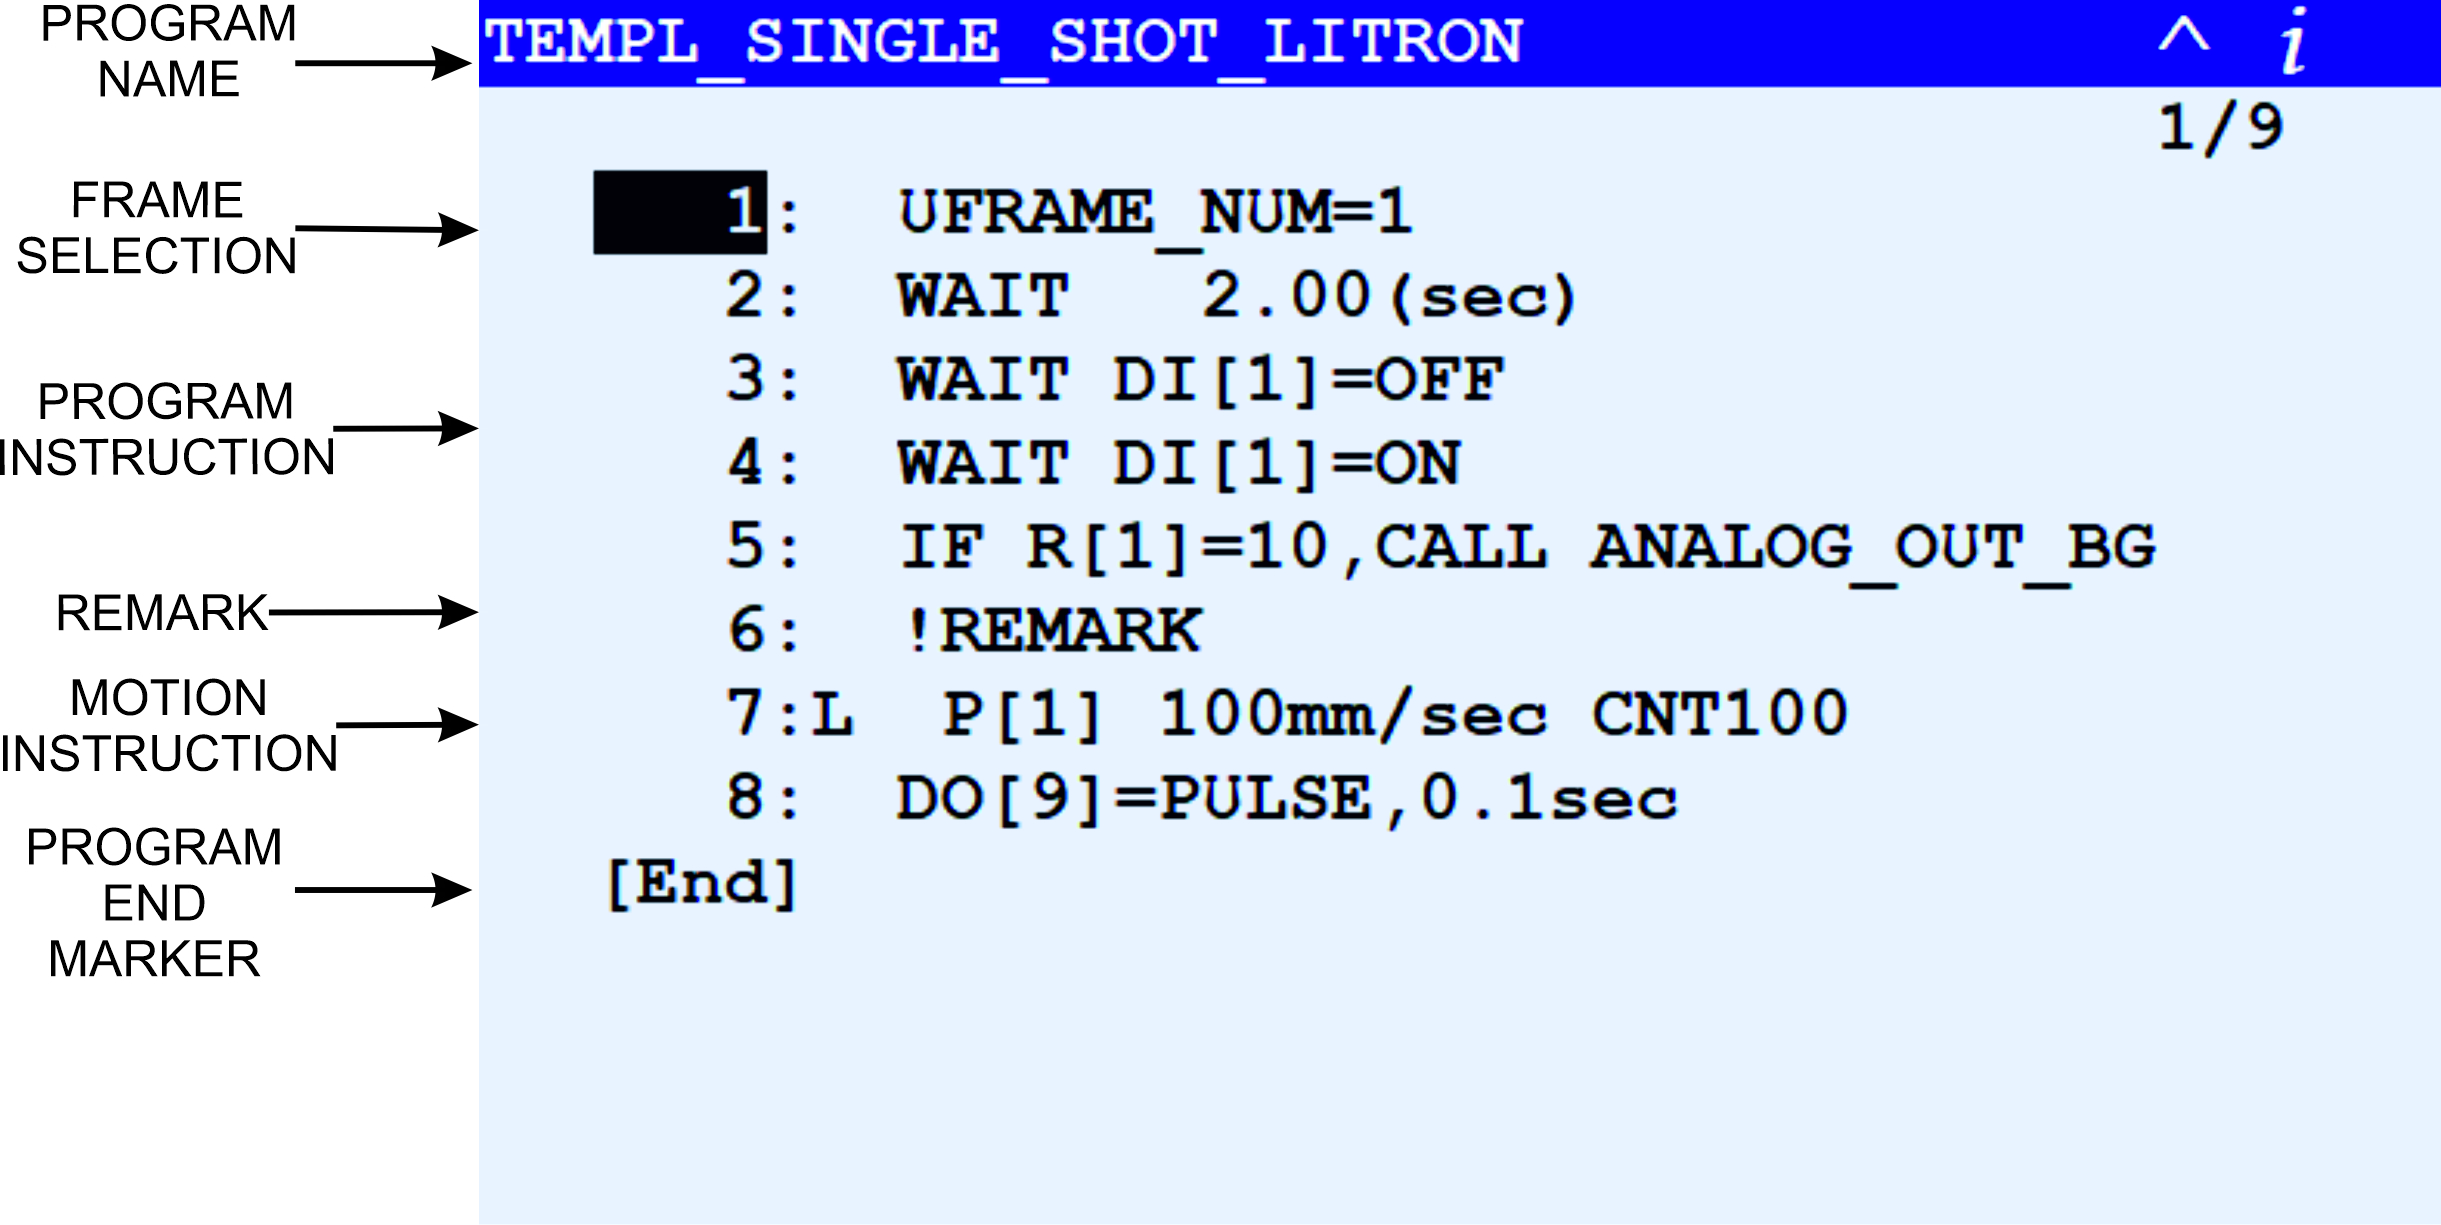 PROGRAM
NAME
TEMPL_SINGLE_SHOT_LITRON ^ i
1/9
FRAME
SELECTION
1: UFRAME_NUM=1
2: WAIT 2.00(sec)
PROGRAM
INSTRUCTION
3: WAIT DI[1]=OFF
4: WAIT DI[1]=ON
5: IF R[1]=10,CALL ANALOG_OUT_BG
REMARK
6: !REMARK
MOTION
INSTRUCTION
7:L P[1] 100mm/sec CNT100
8: DO[9]=PULSE,0.1sec
PROGRAM
END
MARKER
[End]